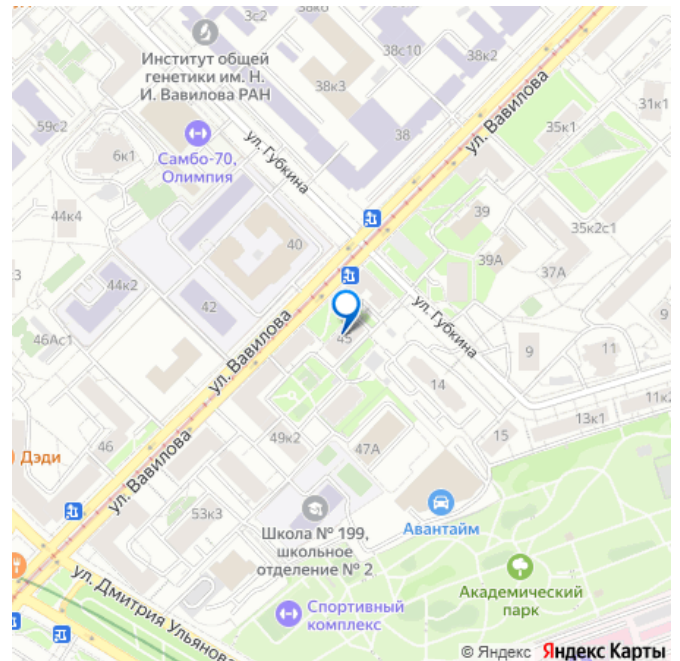 3с2
38к6
38с10
38к2
Институт общей
генетики им. Н.
И. Вавилова РАН
38к3
ул. Вавилова
31к1
59с2
6к1
Самбо-70,
Олимпия
ул. Губкина
38
35к1
44к4
40
39
35к2с1
39А
37А
3
44к2
42
ул. Вавилова
45
ул. Губкина
46Ас1
9
9
11
14
11к2
13к1
Дэди
46
ул. Вавилова
49к2
47А
15
53к3
Школа № 199,
школьное
отделение № 2
Авантайм
ул. Дмитрия Ульянова
Академический
парк
Спортивный
комплекс
© Яндекс Яндекс Карты